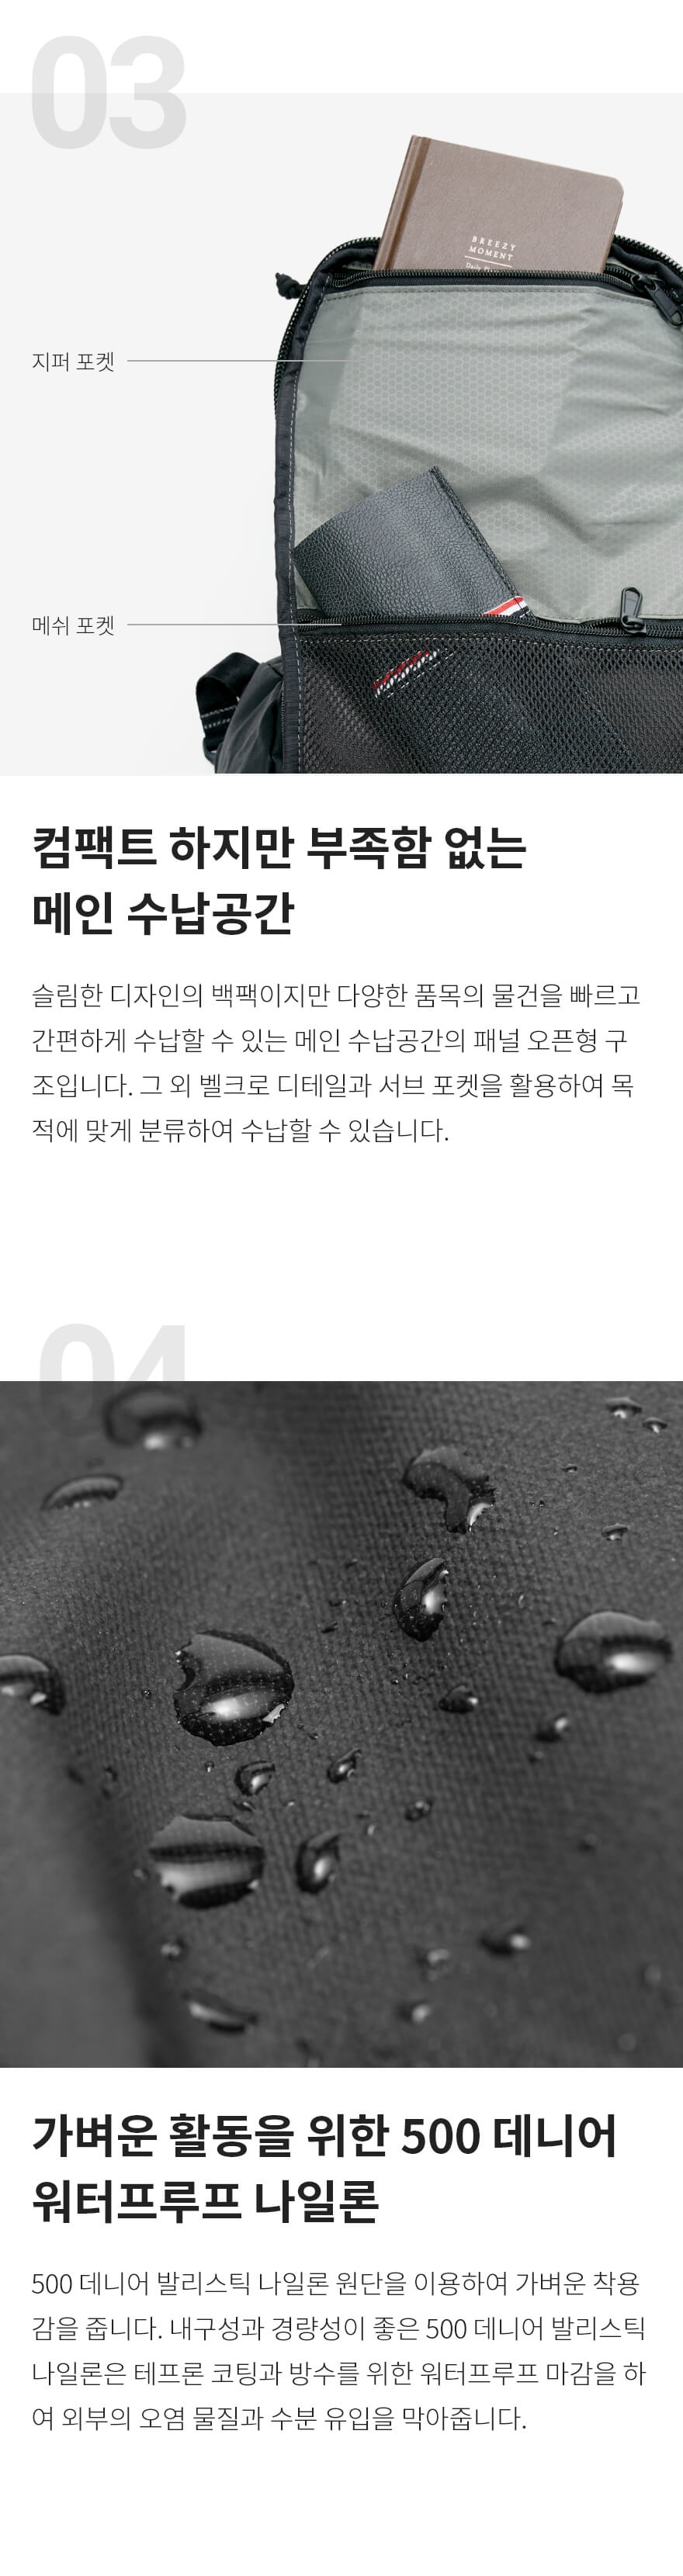 03
BREEZY
MOMENT
지퍼 포켓
메쉬 포켓
컴팩트 하지만 부족함 없는
메인 수납공간
슬림한 디자인의 백팩이지만 다양한 품목의 물건을 빠르고
간편하게 수납할 수 있는 메인 수납공간의 패널 오픈형 구
조입니다. 그 외 벨크로 디테일과 서브 포켓을 활용하여 목
적에 맞게 분류하여 수납할 수 있습니다.
04
가벼운 활동을 위한 500 데니어
워터프루프 나일론
500 데니어 발리스틱 나일론 원단을 이용하여 가벼운 착용
감을 줍니다. 내구성과 경량성이 좋은 500 데니어 발리스틱
나일론은 테프론 코팅과 방수를 위한 워터프루프 마감을 하
여 외부의 오염 물질과 수분 유입을 막아줍니다.